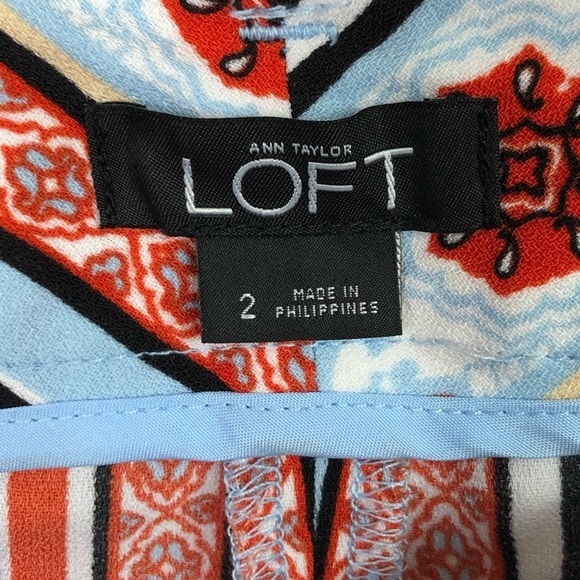 ANN TAYLOR
LOFT
2 MADE IN
PHILIPPINES